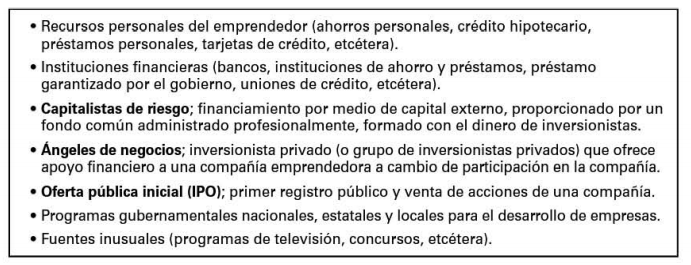 • Recursos personales del emprendedor (ahorros personales, crédito hipotecario,
préstamos personales, tarjetas de crédito, etcétera).
• Instituciones financieras (bancos, instituciones de ahorro y préstamos, préstamo
garantizado por el gobierno, uniones de crédito, etcétera).
• Capitalistas de riesgo; financiamiento por medio de capital externo, proporcionado por un
fondo común administrado profesionalmente, formado con el dinero de inversionistas.
• Ángeles de negocios; inversionista privado (o grupo de inversionistas privados) que ofrece
apoyo financiero a una compañía emprendedora a cambio de participación en la compañía.
• Oferta pública inicial (IPO); primer registro público y venta de acciones de una compañía.
• Programas gubernamentales nacionales, estatales y locales para el desarrollo de empresas.
• Fuentes inusuales (programas de televisión, concursos, etcétera).